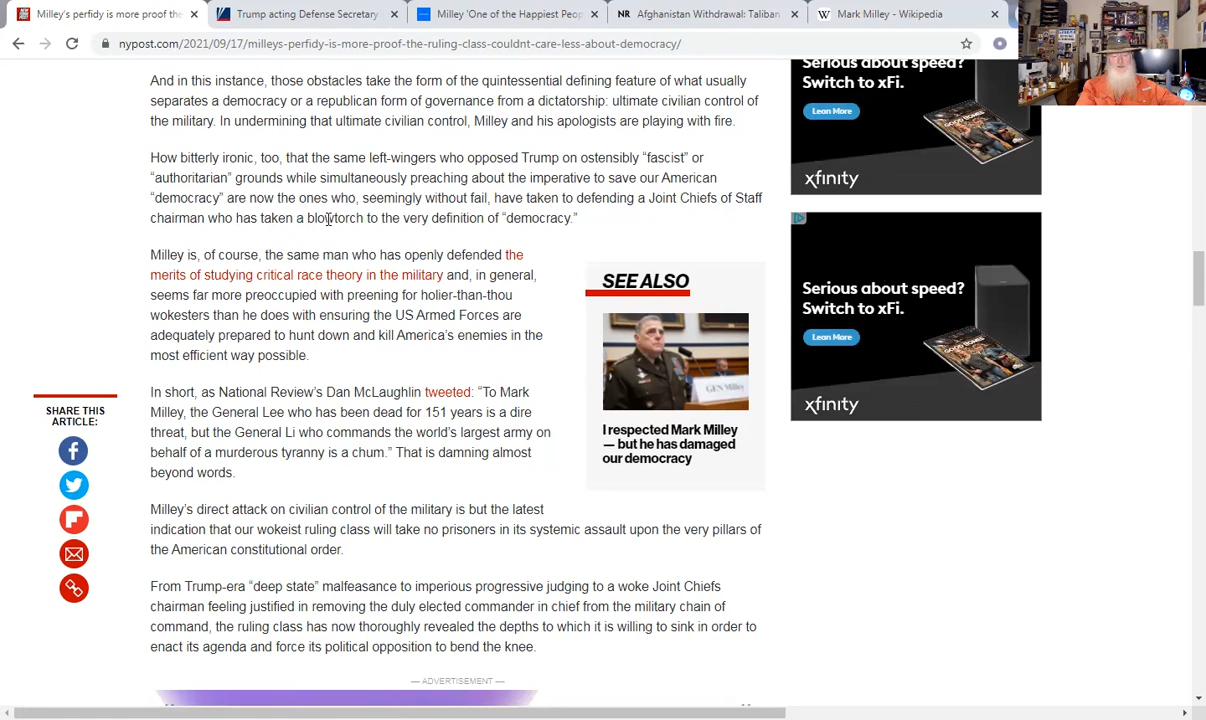 Milley's perfidy is more proof the
Trump acting Defense Secretary
Milley 'One of the Happiest Peop
Afghanistan Withdrawal: Taliban
Mark Milley - Wikipedia
nypost.com/2021/09/17/milleys-perfidy-is-more-proof-the-ruling-class-couldnt-care-less-about-democracy/
And in this instance, those obstacles take the form of the quintessential defining feature of what usually
separates a democracy or a republican form of governance from a dictatorship: ultimate civilian control of
the military. In undermining that ultimate civilian control, Milley and his apologists are playing with fire.
How bitterly ironic, too, that the same left-wingers who opposed Trump on ostensibly “fascist” or
“authoritarian” grounds while simultaneously preaching about the imperative to save our American
“democracy” are now the ones who, seemingly without fail, have taken to defending a Joint Chiefs of Staff
chairman who has taken a blowtorch to the very definition of “democracy.”
Milley is, of course, the same man who has openly defended the
merits of studying critical race theory in the military and, in general,
seems far more preoccupied with preening for holier-than-thou
wokesters than he does with ensuring the US Armed Forces are
adequately prepared to hunt down and kill America’s enemies in the
most efficient way possible.
In short, as National Review’s Dan McLaughlin tweeted: “To Mark
Milley, the General Lee who has been dead for 151 years is a dire
threat, but the General Li who commands the world’s largest army on
behalf of a murderous tyranny is a chum.” That is damning almost
beyond words.
Milley’s direct attack on civilian control of the military is but the latest
indication that our wokeist ruling class will take no prisoners in its systemic assault upon the very pillars of
the American constitutional order.
From Trump-era “deep state” malfeasance to imperious progressive judging to a woke Joint Chiefs
chairman feeling justified in removing the duly elected commander in chief from the military chain of
command, the ruling class has now thoroughly revealed the depths to which it is willing to sink in order to
enact its agenda and force its political opposition to bend the knee.
— ADVERTISEMENT —
SHARE THIS
ARTICLE:
SEE ALSO
GEN Milley
I respected Mark Milley
— but he has damaged
our democracy
Serious about speed?
Switch to xFi.
Learn More
xfinity
Serious about speed?
Switch to xFi.
Learn More
xfinity